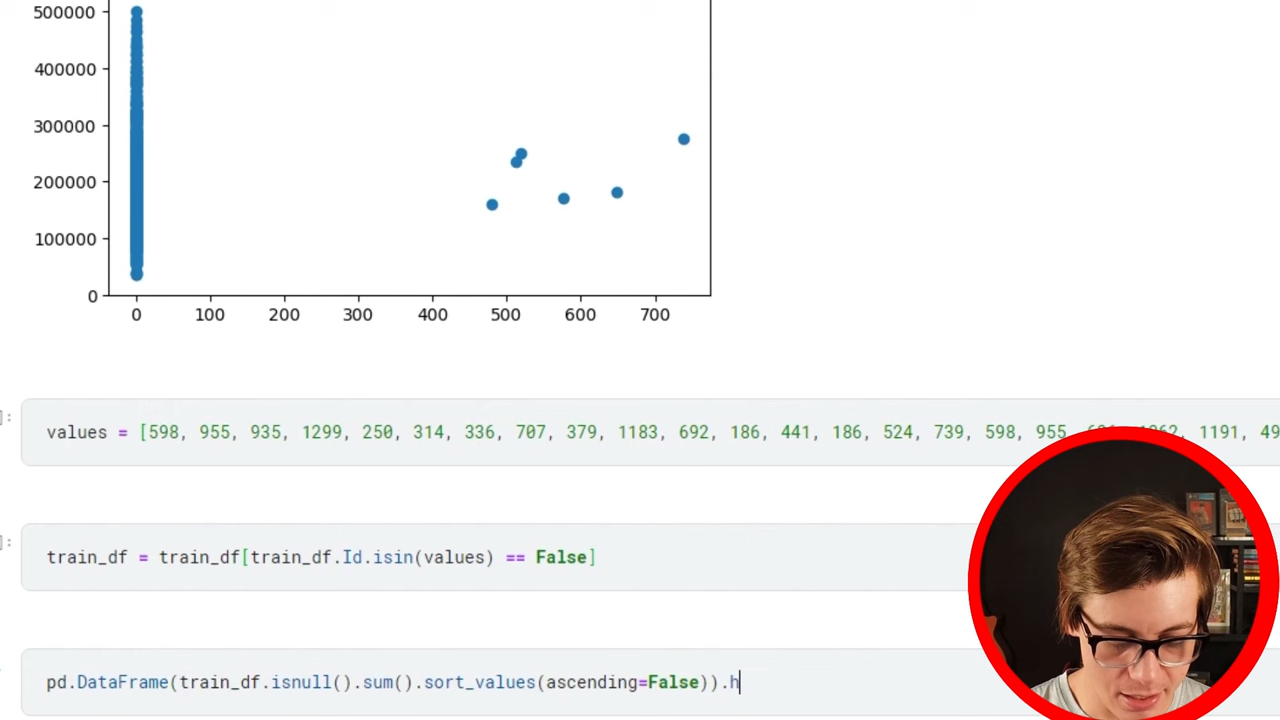 500000
400000
300000
200000
100000
0
0 100 200 300 400 500 600 700
]:
values = [598, 955, 935, 1299, 250, 314, 336, 707, 379, 1183, 692, 186, 441, 186, 524, 739, 598, 955, 1191, 49
]:
train_df = train_df[train_df.Id.isin(values) == False]
pd.DataFrame(train_df.isnull().sum().sort_values(ascending=False)).h